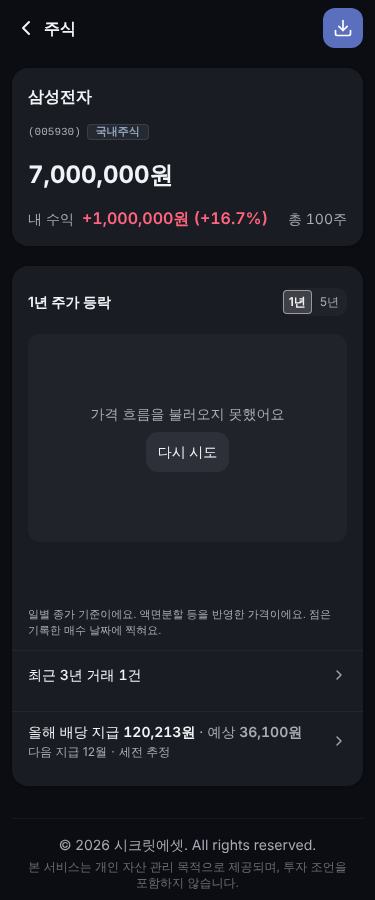 주식
삼성전자
(005930) 국내주식
7,000,000원
내 수익 +1,000,000원 (+16.7%) 총 100주
1년 주가 등락 1년 5년
가격 흐름을 불러오지 못했어요
다시 시도
일별 종가 기준이에요. 액면분할 등을 반영한 가격이에요. 점은
기록한 매수 날짜에 찍혀요.
최근 3년 거래 1건
올해 배당 지급 120,213원 · 예상 36,100원
다음 지급 12월 · 세전 추정
© 2026 시크릿에셋. All rights reserved.
본 서비스는 개인 자산 관리 목적으로 제공되며, 투자 조언을
포함하지 않습니다.